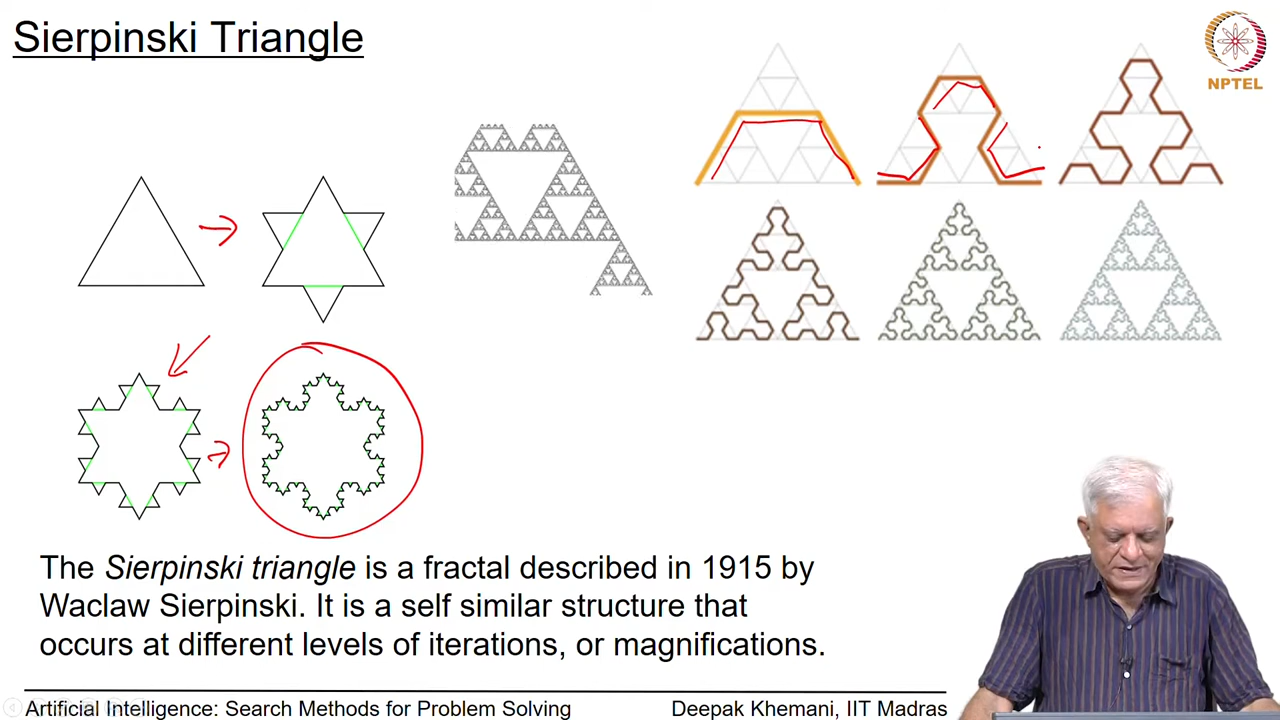 Sierpinski Triangle
NPTEL
The Sierpinski triangle is a fractal described in 1915 by
Waclaw Sierpinski. It is a self similar structure that
occurs at different levels of iterations, or magnifications.
Artificial Intelligence: Search Methods for Problem Solving
Deepak Khemani, IIT Madras